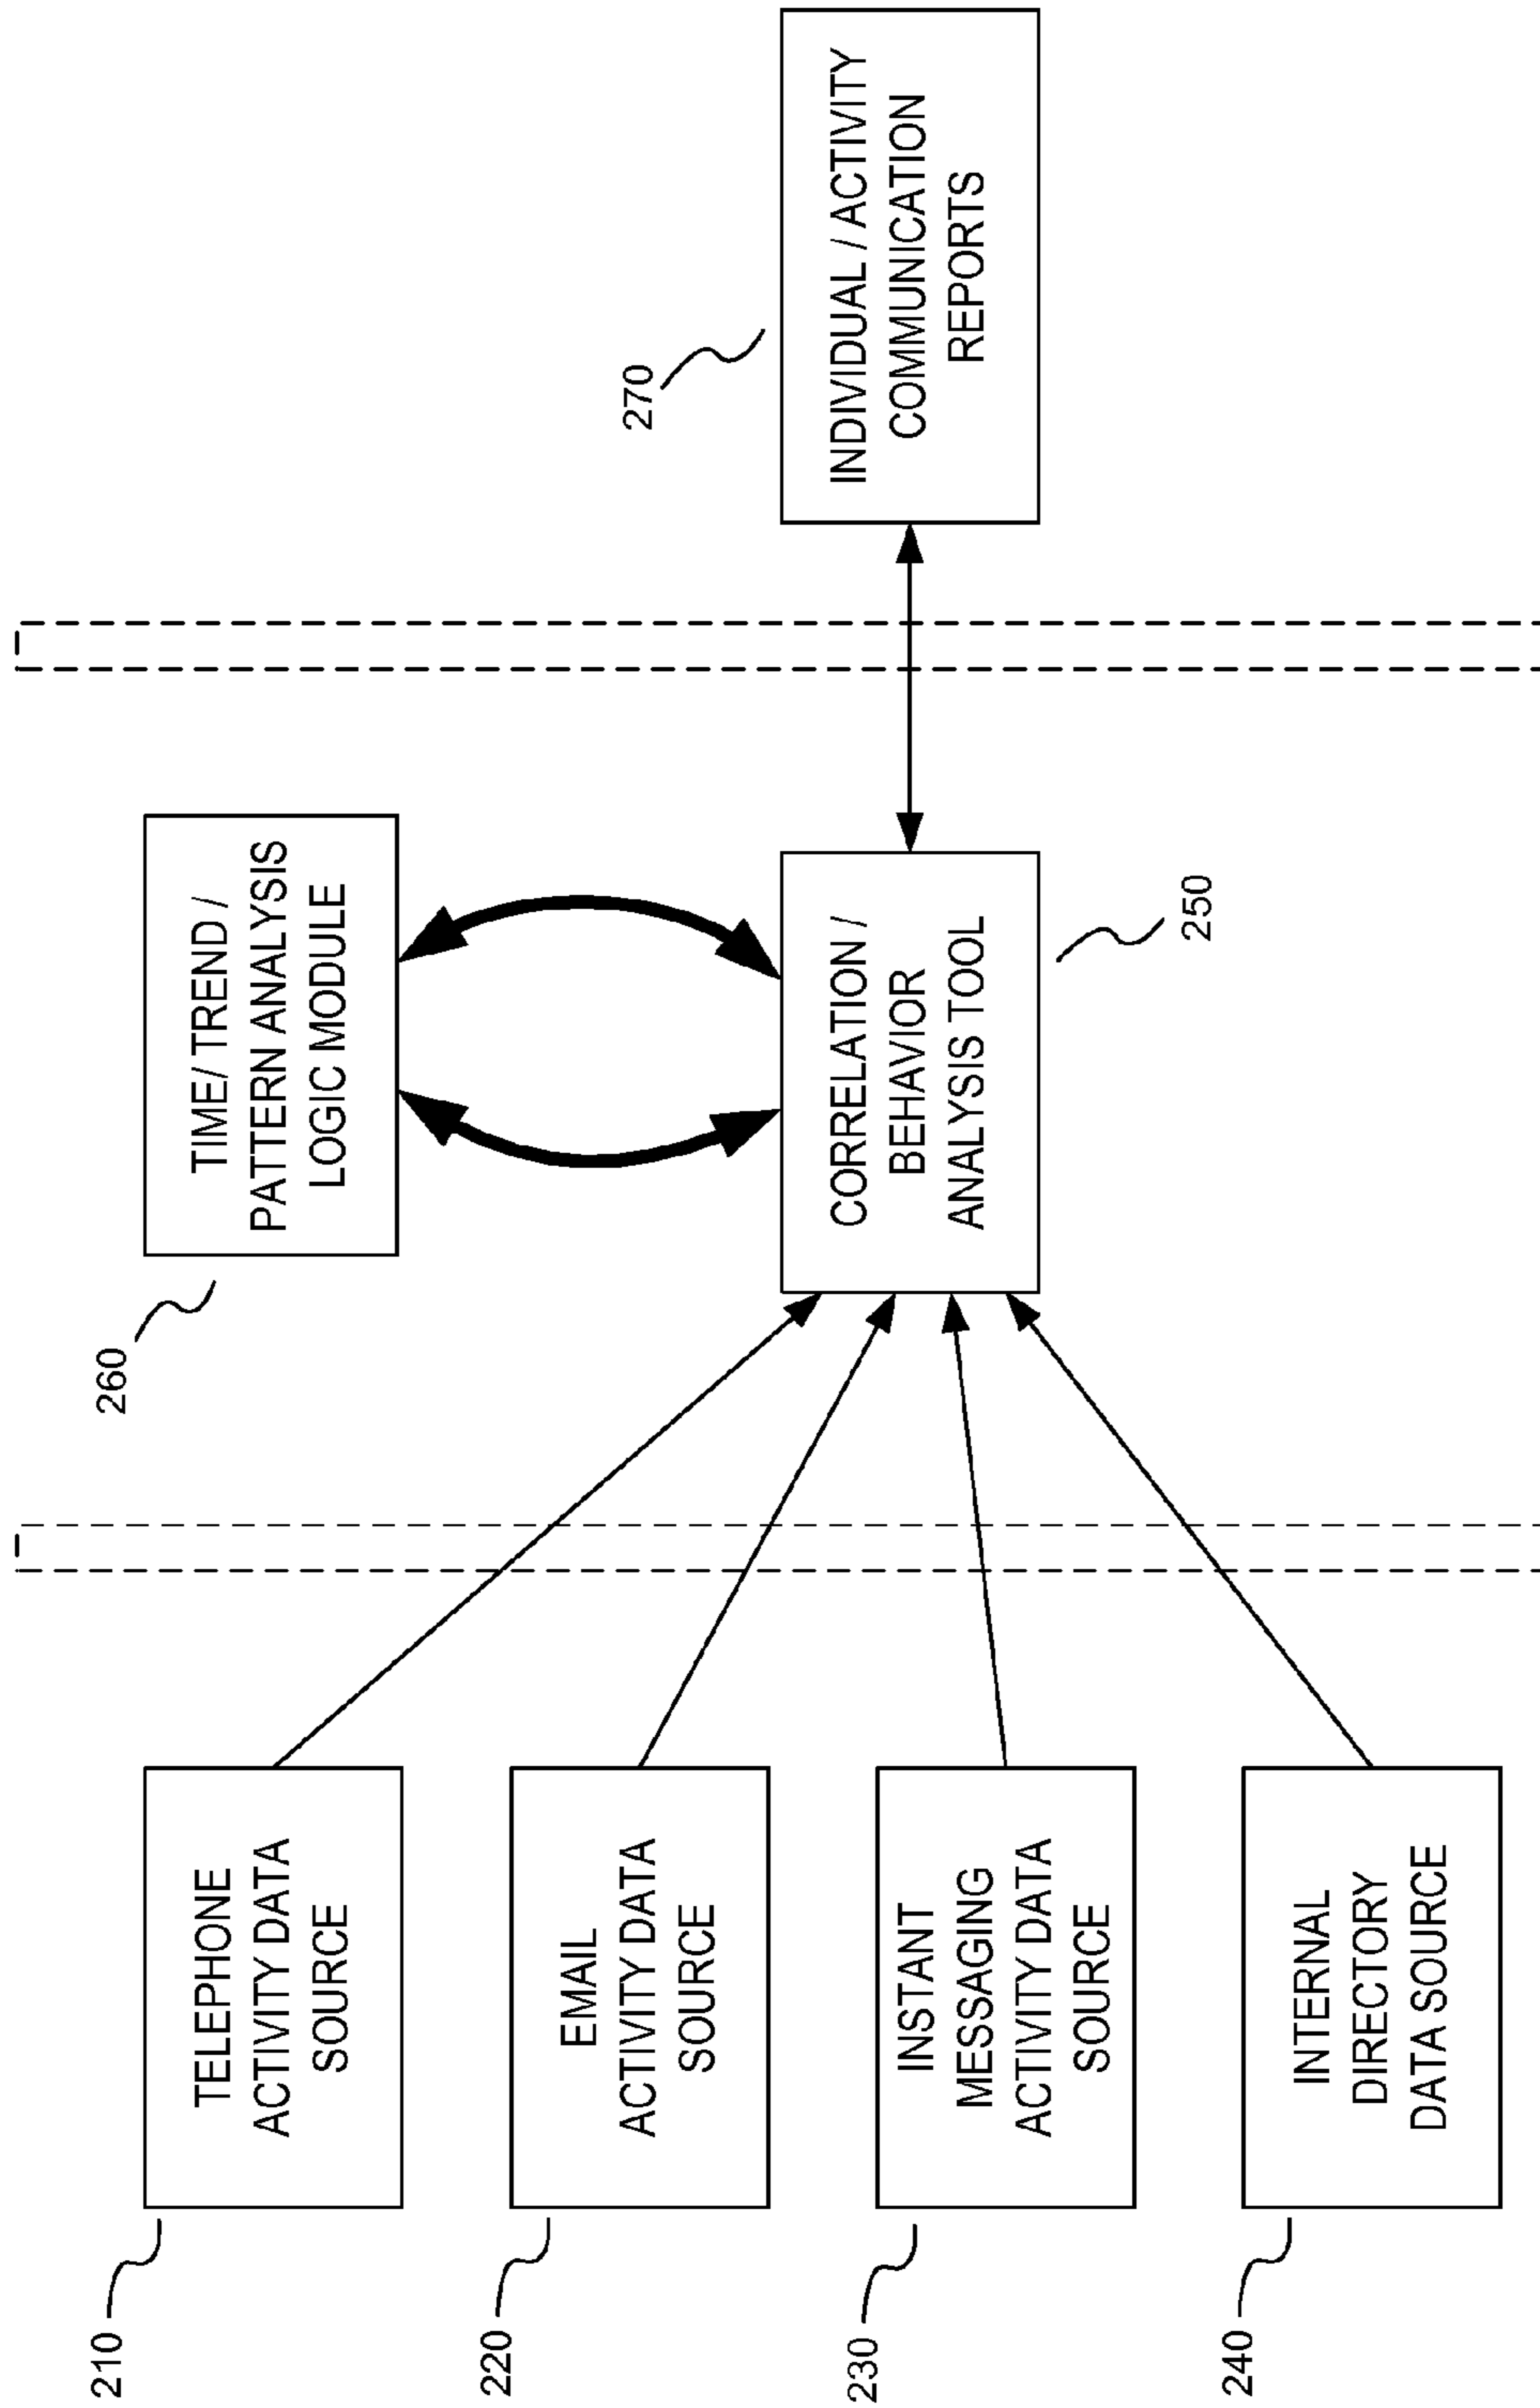 210
TELEPHONE
ACTIVITY DATA
SOURCE
220
EMAIL
ACTIVITY DATA
SOURCE
230
INSTANT
MESSAGING
ACTIVITY DATA
SOURCE
240
INTERNAL
DIRECTORY
DATA SOURCE
260
TIME/ TREND /
PATTERN ANALYSIS
LOGIC MODULE
CORRELATION /
BEHAVIOR
ANALYSIS TOOL
250
270
INDIVIDUAL / ACTIVITY
COMMUNICATION
REPORTS